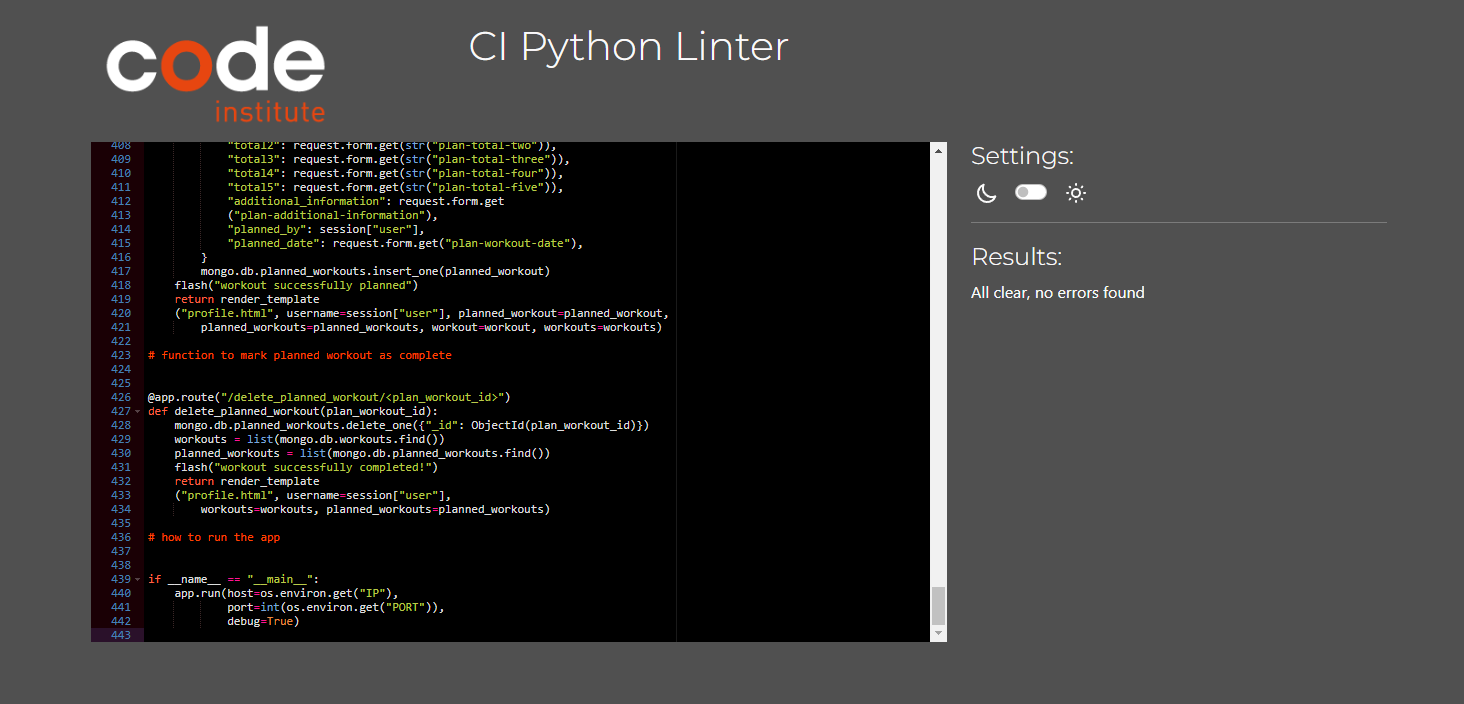 code
institute
CI Python Linter
408 "total2": request.form.get(str("plan-total-two")),
409 "total3": request.form.get(str("plan-total-three")),
410 "total4": request.form.get(str("plan-total-four")),
411 "total5": request.form.get(str("plan-total-five")),
412 "additional_information": request.form.get
413 ("plan-additional-information"),
414 "planned_by": session["user"],
415 "planned_date": request.form.get("plan-workout-date"),
416 }
417 mongo.db.planned_workouts.insert_one(planned_workout)
418 flash("workout successfully planned")
419 return render_template
420 ("profile.html", username=session["user"], planned_workout=planned_workout,
421 planned_workouts=planned_workouts, workout=workout, workouts=workouts)
422
423 # function to mark planned workout as complete
424
425
426 @app.route("/delete_planned_workout/<plan_workout_id>")
427 def delete_planned_workout(plan_workout_id):
428 mongo.db.planned_workouts.delete_one({"_id": ObjectId(plan_workout_id)})
429 workouts = list(mongo.db.workouts.find())
430 planned_workouts = list(mongo.db.planned_workouts.find())
431 flash("workout successfully completed!")
432 return render_template
433 ("profile.html", username=session["user"],
434 workouts=workouts, planned_workouts=planned_workouts)
435
436 # how to run the app
437
438
439 if __name__ == "__main__":
440 app.run(host=os.environ.get("IP"),
441 port=int(os.environ.get("PORT")),
442 debug=True)
443
Settings:
Results:
All clear, no errors found